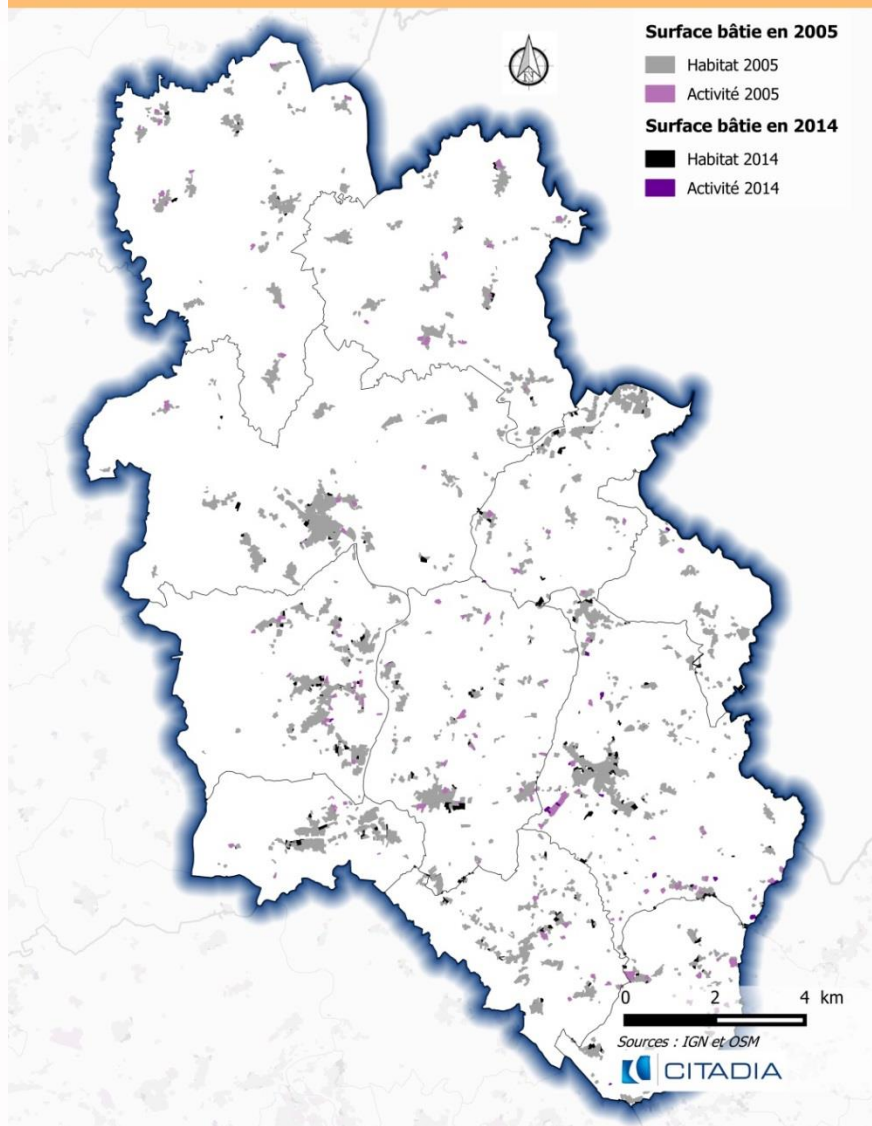 Surface bâtie en 2005
Habitat 2005
Activité 2005
Surface bâtie en 2014
Habitat 2014
Activité 2014
N
0 2 4 km
Sources : IGN et OSM
CITADIA